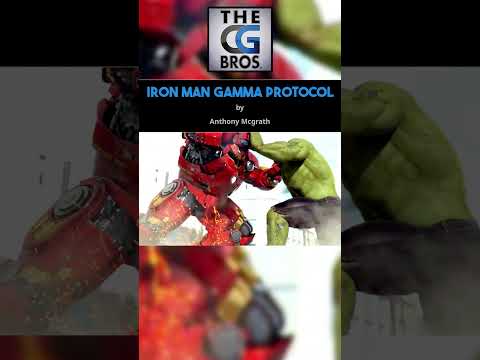 THE
CG
BROS.
IRON MAN GAMMA PROTOCOL
by
Anthony Mcgrath